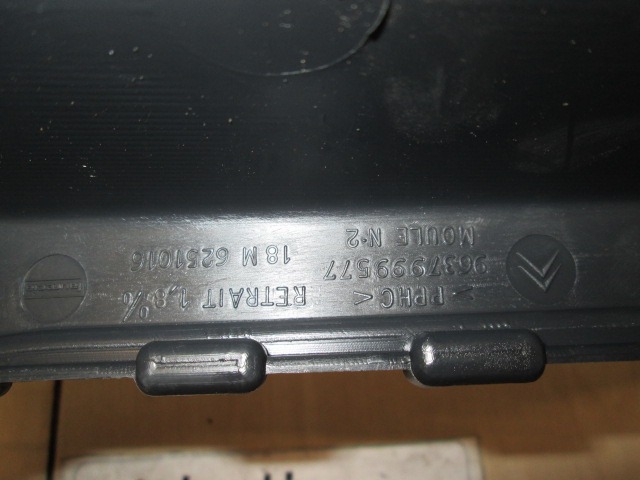 > PPHC <
RETRAIT 1,8 %
9637999577
18 M 6251016
MOULE N·2